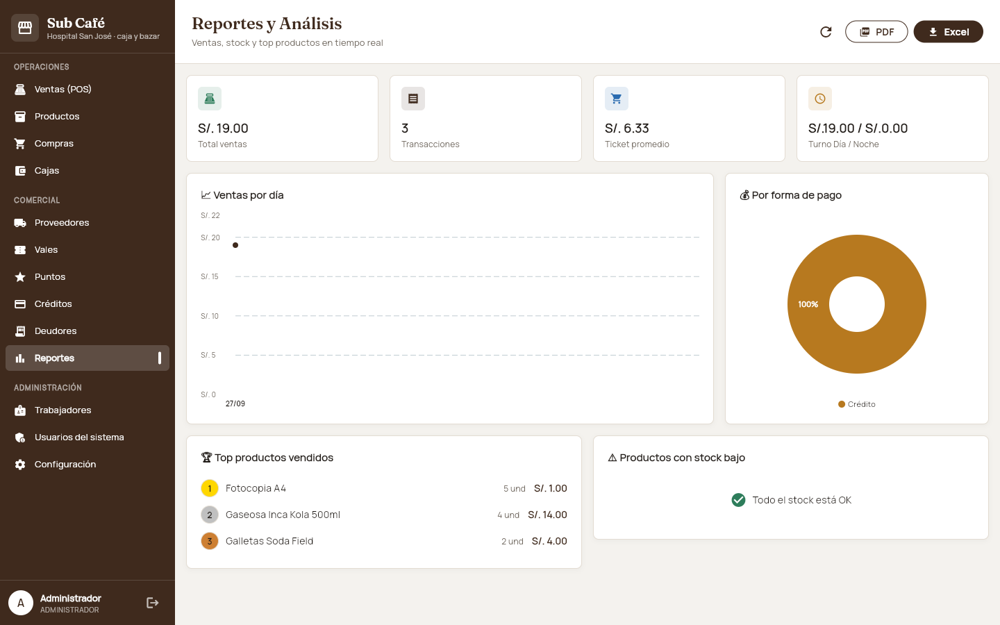 Sub Café
Hospital San José · caja y bazar
OPERACIONES
Ventas (POS)
Productos
Compras
Cajas
COMERCIAL
Proveedores
Vales
Puntos
Créditos
Deudores
Reportes
ADMINISTRACIÓN
Trabajadores
Usuarios del sistema
Configuración
A
Administrador
ADMINISTRADOR
Reportes y Análisis
Ventas, stock y top productos en tiempo real
PDF
Excel
S/. 19.00
Total ventas
3
Transacciones
S/. 6.33
Ticket promedio
S/.19.00 / S/.0.00
Turno Día / Noche
Ventas por día
S/. 22
S/. 20
S/. 15
S/. 10
S/. 5
S/. 0
27/09
Por forma de pago
100%
Crédito
Top productos vendidos
1 Fotocopia A4 5 und S/. 1.00
2 Gaseosa Inca Kola 500ml 4 und S/. 14.00
3 Galletas Soda Field 2 und S/. 4.00
Productos con stock bajo
Todo el stock está OK